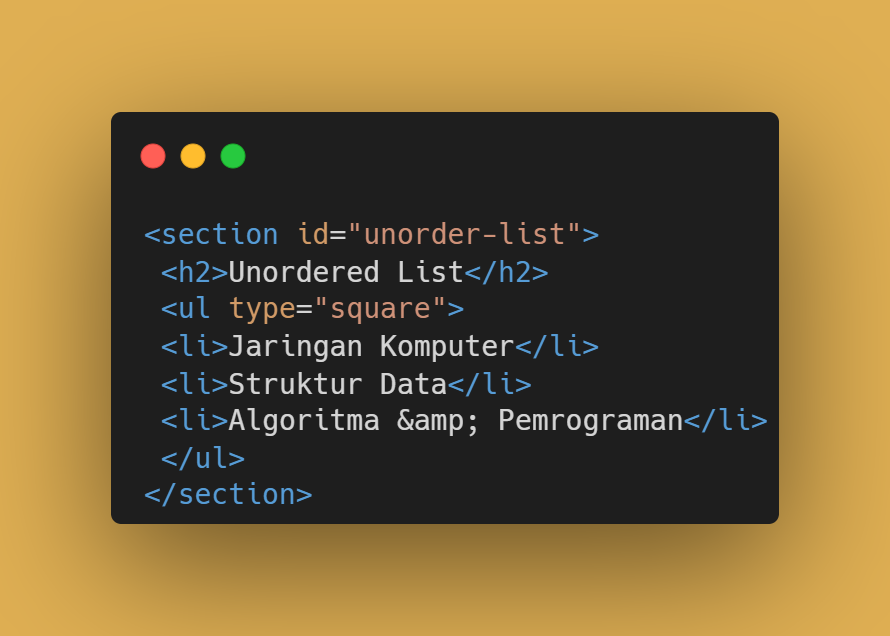 <section id="unorder-list">
<h2>Unordered List</h2>
<ul type="square">
<li>Jaringan Komputer</li>
<li>Struktur Data</li>
<li>Algoritma &amp; Pemrograman</li>
</ul>
</section>